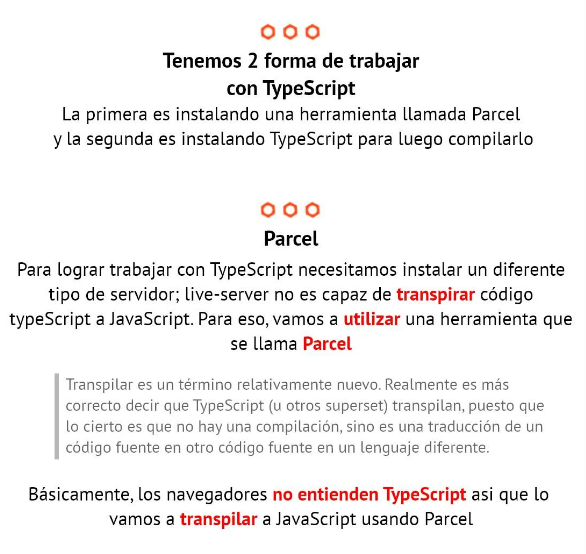 Tenemos 2 forma de trabajar
con TypeScript
La primera es instalando una herramienta llamada Parcel
y la segunda es instalando TypeScript para luego compilarlo
Parcel
Para lograr trabajar con TypeScript necesitamos instalar un diferente
tipo de servidor; live-server no es capaz de transpirar código
typeScript a JavaScript. Para eso, vamos a utilizar una herramienta que
se llama Parcel
Transpilar es un término relativamente nuevo. Realmente es más
correcto decir que TypeScript (u otros superset) transpilan, puesto que
lo cierto es que no hay una compilación, sino es una traducción de un
código fuente en otro código fuente en un lenguaje diferente.
Básicamente, los navegadores no entienden TypeScript asi que lo
vamos a transpilar a JavaScript usando Parcel